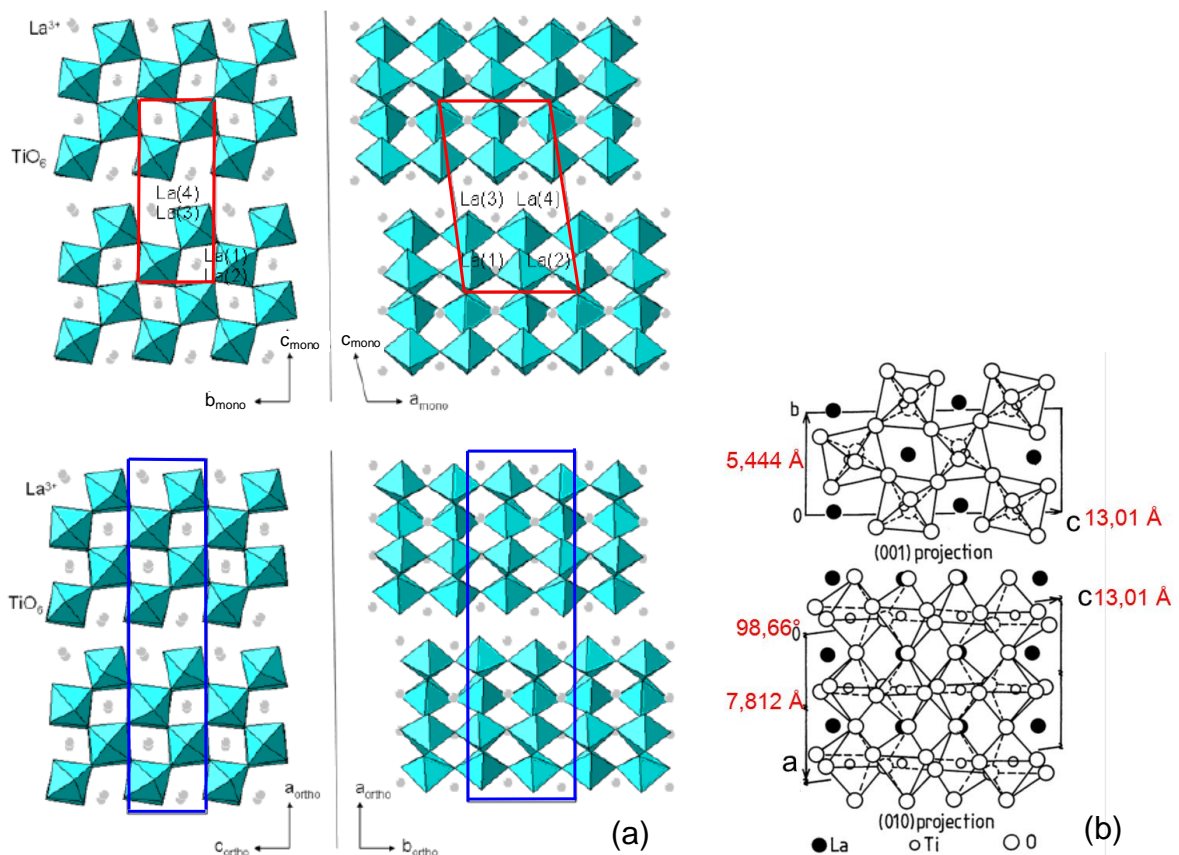 La³⁺
TiO₆
La(4)
La(3)
La(1)
La(2)
c_mono
b_mono
La(3) La(4)
La(1) La(2)
c_mono
a_mono
La³⁺
TiO₆
a_ortho
c_ortho
a_ortho
b_ortho
(a)
b
5,444 Å
0
c 13,01 Å
(001) projection
c 13,01 Å
98,66°
0
7,812 Å
a
(010) projection
La Ti O
(b)